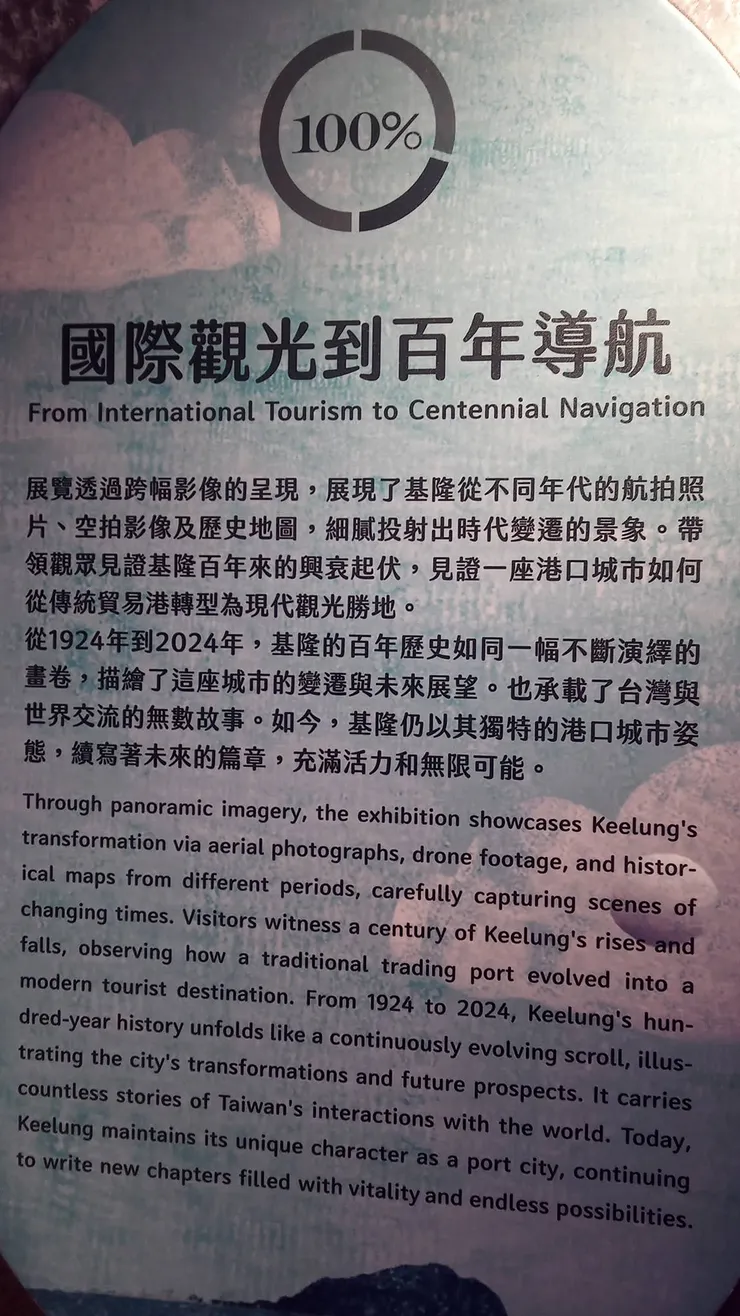 100%
國際觀光到百年導航
From International Tourism to Centennial Navigation
展覽透過跨幅影像的呈現，展現了基隆從不同年代的航拍照
片、空拍影像及歷史地圖，細膩投射出時代變遷的景象。帶
領觀眾見證基隆百年來的興衰起伏，見證一座港口城市如何
從傳統貿易港轉型為現代觀光勝地。
從1924年到2024年，基隆的百年歷史如同一幅不斷演繹的
畫卷，描繪了這座城市的變遷與未來展望。也承載了台灣與
世界交流的無數故事。如今，基隆仍以其獨特的港口城市姿
態，續寫著未來的篇章，充滿活力和無限可能。
Through panoramic imagery, the exhibition showcases Keelung's
transformation via aerial photographs, drone footage, and histor-
ical maps from different periods, carefully capturing scenes of
changing times. Visitors witness a century of Keelung's rises and
falls, observing how a traditional trading port evolved into a
modern tourist destination. From 1924 to 2024, Keelung's hun-
dred-year history unfolds like a continuously evolving scroll, illus-
trating the city's transformations and future prospects. It carries
countless stories of Taiwan's interactions with the world. Today,
Keelung maintains its unique character as a port city, continuing
to write new chapters filled with vitality and endless possibilities.